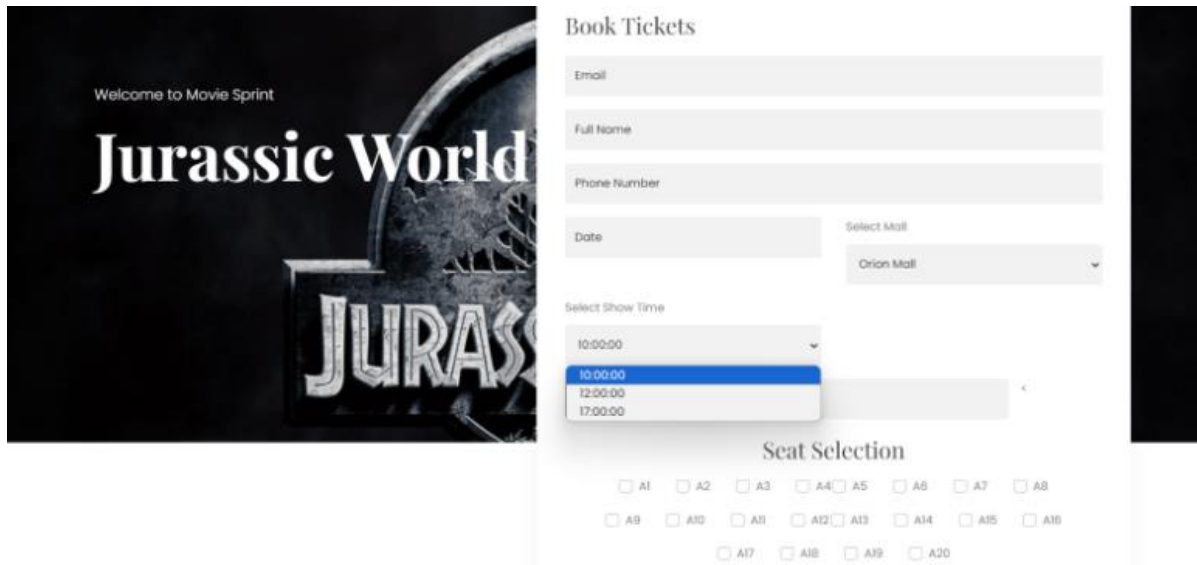 Welcome to Movie Sprint
Jurassic World
JURASS
Book Tickets
Email
Full Name
Phone Number
Date
Select Mall
Orion Mall
Select Show Time
10:00:00
10:00:00
12:00:00
17:00:00
<
Seat Selection
A1 A2 A3 A4 A5 A6 A7 A8
A9 A10 A11 A12 A13 A14 A15 A16
A17 A18 A19 A20